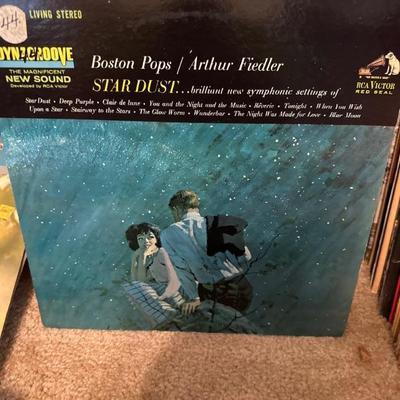 44
LIVING STEREO
DYNAGROOVE
THE MAGNIFICENT
NEW SOUND
Developed by RCA Victor
Boston Pops / Arthur Fiedler
STAR DUST...brilliant new symphonic settings of
Star Dust • Deep Purple • Clair de lune • You and the Night and the Music • Rêverie • Tonight • When You Wish
Upon a Star • Stairway to the Stars • The Glow Worm • Wunderbar • The Night Was Made for Love • Blue Moon
"HIS MASTER'S VOICE"
RCA VICTOR
RED SEAL